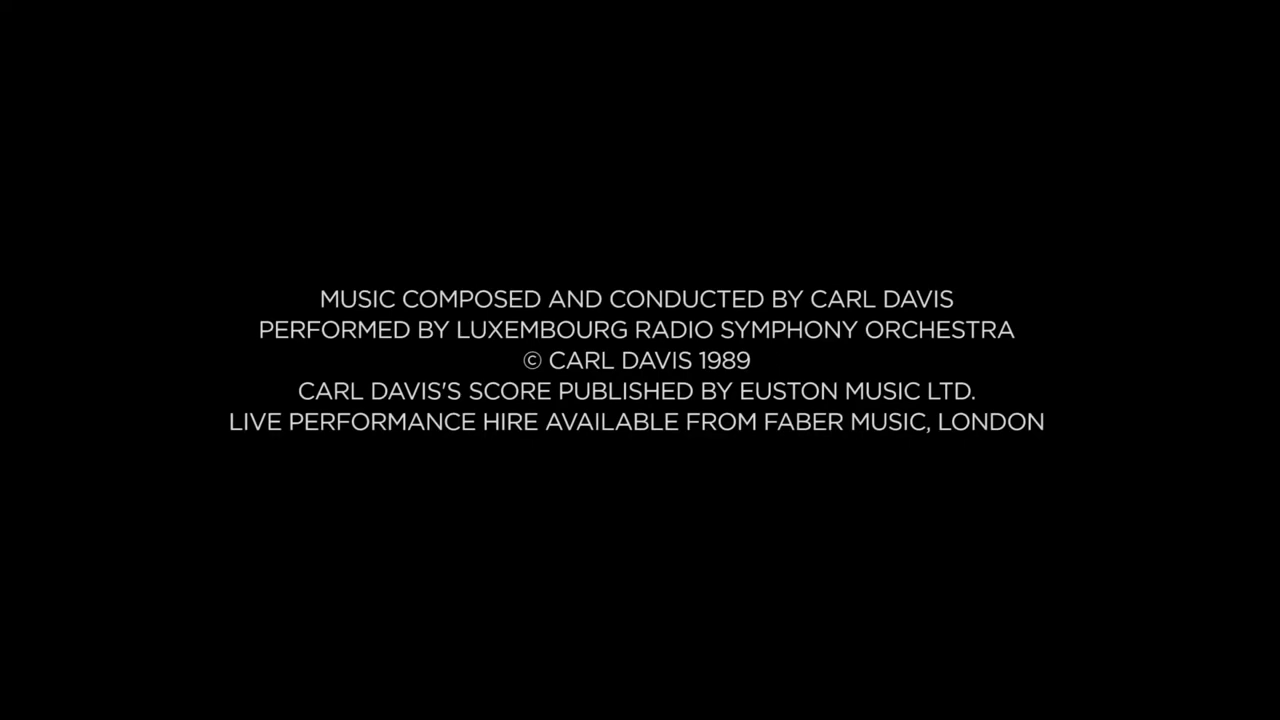 MUSIC COMPOSED AND CONDUCTED BY CARL DAVIS
PERFORMED BY LUXEMBOURG RADIO SYMPHONY ORCHESTRA
© CARL DAVIS 1989
CARL DAVIS'S SCORE PUBLISHED BY EUSTON MUSIC LTD.
LIVE PERFORMANCE HIRE AVAILABLE FROM FABER MUSIC, LONDON